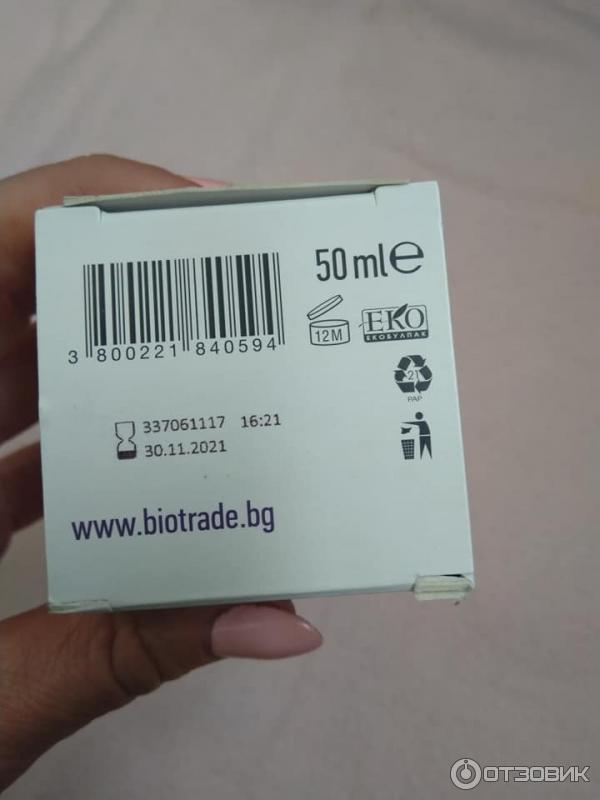 50 ml e
3 800221 840594
12M
ЕКО
ЕКОБУЛПАК
21
PAP
337061117 16:21
30.11.2021
www.biotrade.bg
ОТЗОВИК